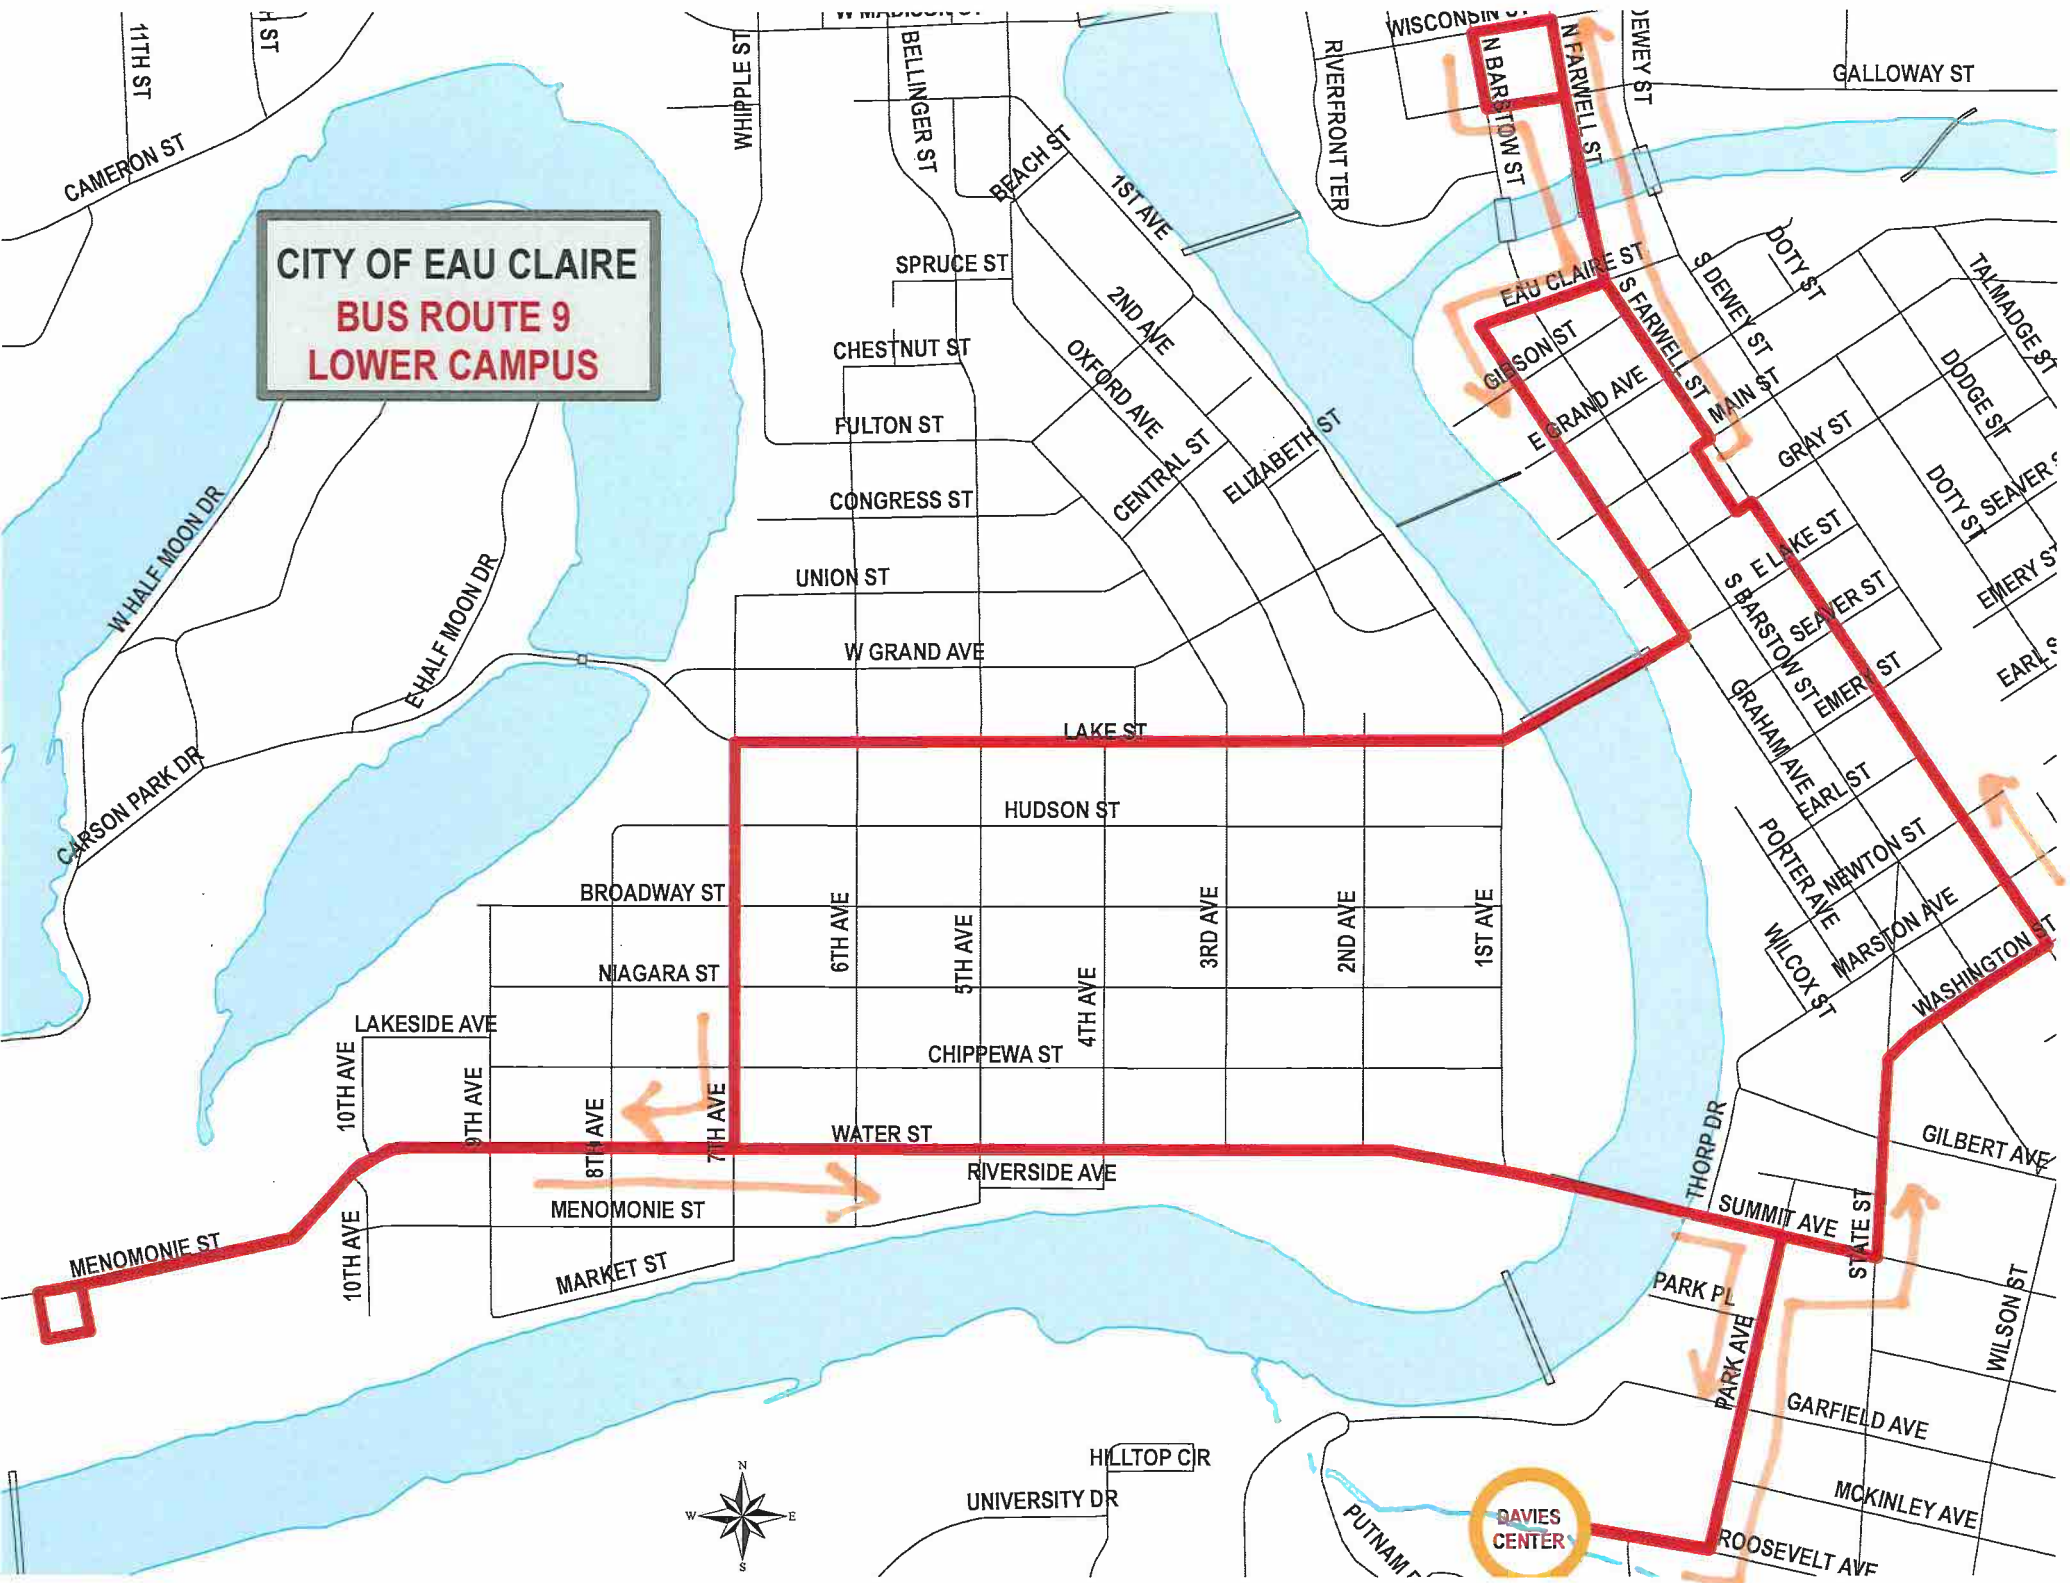 W MADISON ST
WISCONSIN ST
11TH ST
H ST
WHIPPLE ST
BELLINGER ST
RIVERFRONT TER
N BARSTOW ST
N FARWELL ST
DEWEY ST
GALLOWAY ST
CAMERON ST
BEACH ST
1ST AVE
CITY OF EAU CLAIRE
BUS ROUTE 9
LOWER CAMPUS
SPRUCE ST
2ND AVE
EAU CLAIRE ST
S FARWELL ST
S DEWEY ST
DOTY ST
TALMADGE ST
CHESTNUT ST
OXFORD AVE
GIBSON ST
E GRAND AVE
MAIN ST
DODGE ST
FULTON ST
CENTRAL ST
ELIZABETH ST
GRAY ST
DOTY ST
SEAVER S
CONGRESS ST
W HALF MOON DR
E HALF MOON DR
UNION ST
E LAKE ST
SEAVER ST
S BARSTOW ST
EMERY ST
EMERY ST
EARL S
W GRAND AVE
GRAHAM AVE
LAKE ST
CARSON PARK DR
HUDSON ST
EARL ST
PORTER AVE
NEWTON ST
BROADWAY ST
6TH AVE
5TH AVE
4TH AVE
3RD AVE
2ND AVE
1ST AVE
WILCOX ST
MARSTON AVE
WASHINGTON ST
NIAGARA ST
LAKESIDE AVE
10TH AVE
9TH AVE
8TH AVE
7TH AVE
CHIPPEWA ST
WATER ST
RIVERSIDE AVE
THORP DR
GILBERT AVE
MENOMONIE ST
MENOMONIE ST
10TH AVE
MARKET ST
SUMMIT AVE
STATE ST
PARK PL
PARK AVE
WILSON ST
GARFIELD AVE
HILLTOP CIR
UNIVERSITY DR
N
W
E
S
PUTNAM D
DAVIES
CENTER
MCKINLEY AVE
ROOSEVELT AVE